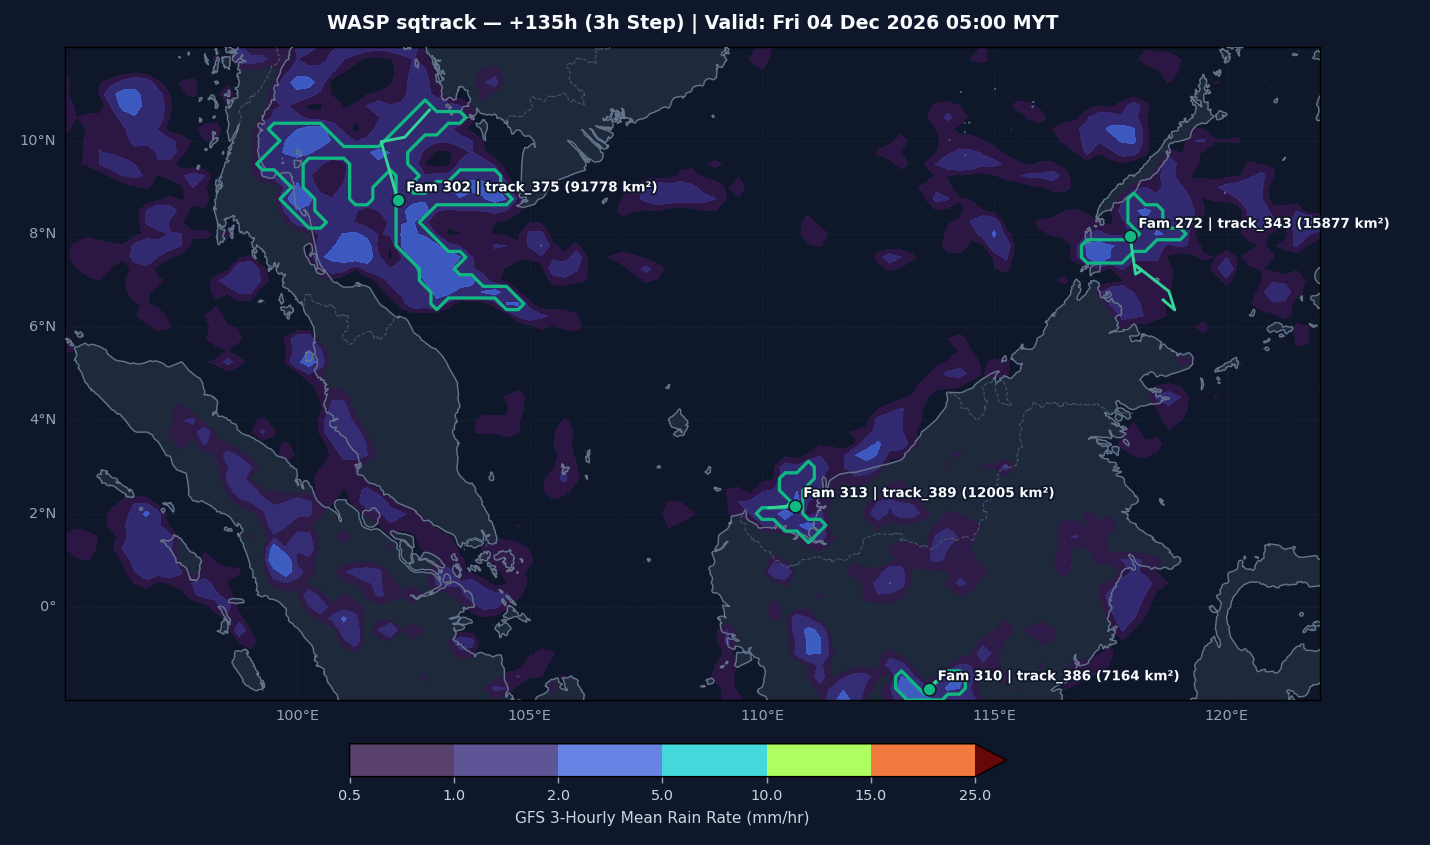 WASP sqtrack — +135h (3h Step) | Valid: Fri 04 Dec 2026 05:00 MYT
10°N
8°N
6°N
4°N
2°N
0°
Fam 302 | track_375 (91778 km²)
Fam 272 | track_343 (15877 km²)
Fam 313 | track_389 (12005 km²)
Fam 310 | track_386 (7164 km²)
100°E 105°E 110°E 115°E 120°E
0.5 1.0 2.0 5.0 10.0 15.0 25.0
GFS 3-Hourly Mean Rain Rate (mm/hr)